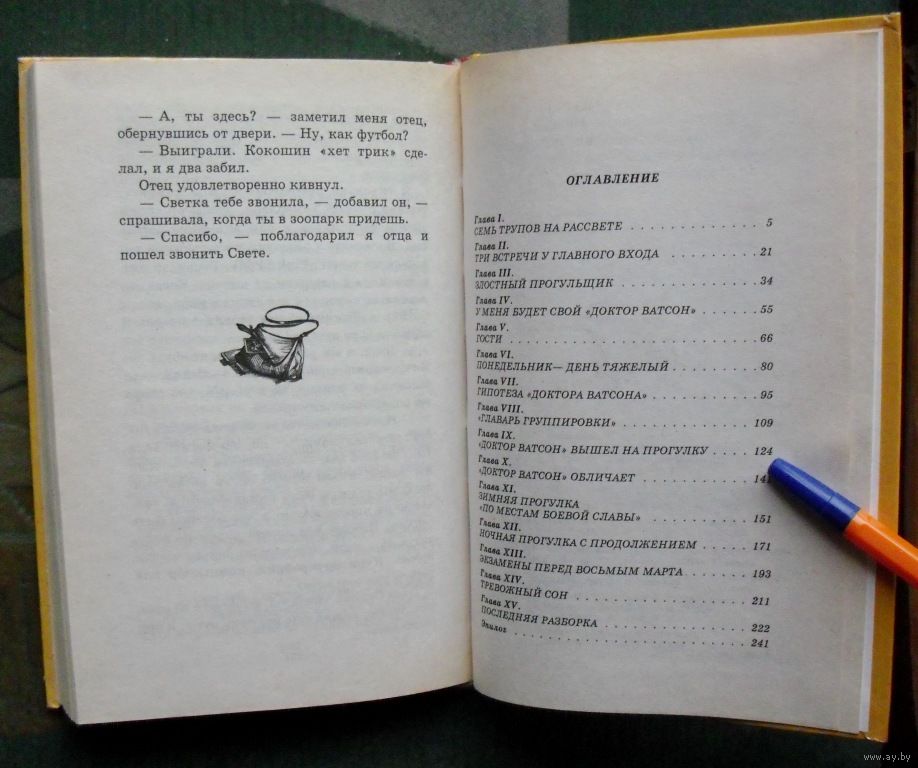 — А, ты здесь? — заметил меня отец,
обернувшись от двери. — Ну, как футбол?
— Выиграли. Кокошин «хет трик» сде-
лал, и я два забил.
Отец удовлетворенно кивнул.
— Светка тебе звонила, — добавил он, —
спрашивала, когда ты в зоопарк придешь.
— Спасибо, — поблагодарил я отца и
пошел звонить Свете.
ОГЛАВЛЕНИЕ
Глава I.
СЕМЬ ТРУПОВ НА РАССВЕТЕ . . . . . . . . . . . . 5
Глава II.
ТРИ ВСТРЕЧИ У ГЛАВНОГО ВХОДА . . . . . . . . . 21
Глава III.
ЗЛОСТНЫЙ ПРОГУЛЬЩИК . . . . . . . . . . . . . 34
Глава IV.
У МЕНЯ БУДЕТ СВОЙ «ДОКТОР ВАТСОН» . . . . . . 55
Глава V.
ГОСТИ . . . . . . . . . . . . . . . . . . . . . . . 66
Глава VI.
ПОНЕДЕЛЬНИК— ДЕНЬ ТЯЖЕЛЫЙ . . . . . . . . . 80
Глава VII.
ГИПОТЕЗА «ДОКТОРА ВАТСОНА» . . . . . . . . . . 95
Глава VIII.
«ГЛАВАРЬ ГРУППИРОВКИ» . . . . . . . . . . . . 109
Глава IX.
«ДОКТОР ВАТСОН» ВЫШЕЛ НА ПРОГУЛКУ . . . . 124
Глава X.
«ДОКТОР ВАТСОН» ОБЛИЧАЕТ . . . . . . . . . .
Глава XI.
ЗИМНЯЯ ПРОГУЛКА
«ПО МЕСТАМ БОЕВОЙ СЛАВЫ» . . . . . . . . . . 151
Глава XII.
НОЧНАЯ ПРОГУЛКА С ПРОДОЛЖЕНИЕМ . . . . . 171
Глава XIII.
ЭКЗАМЕНЫ ПЕРЕД ВОСЬМЫМ МАРТА . . . . . . 193
Глава XIV.
ТРЕВОЖНЫЙ СОН . . . . . . . . . . . . . . . . . 211
Глава XV.
ПОСЛЕДНЯЯ РАЗБОРКА . . . . . . . . . . . . . . 222
Эпилог . . . . . . . . . . . . . . . . . . . . . . 241
www.ay.by